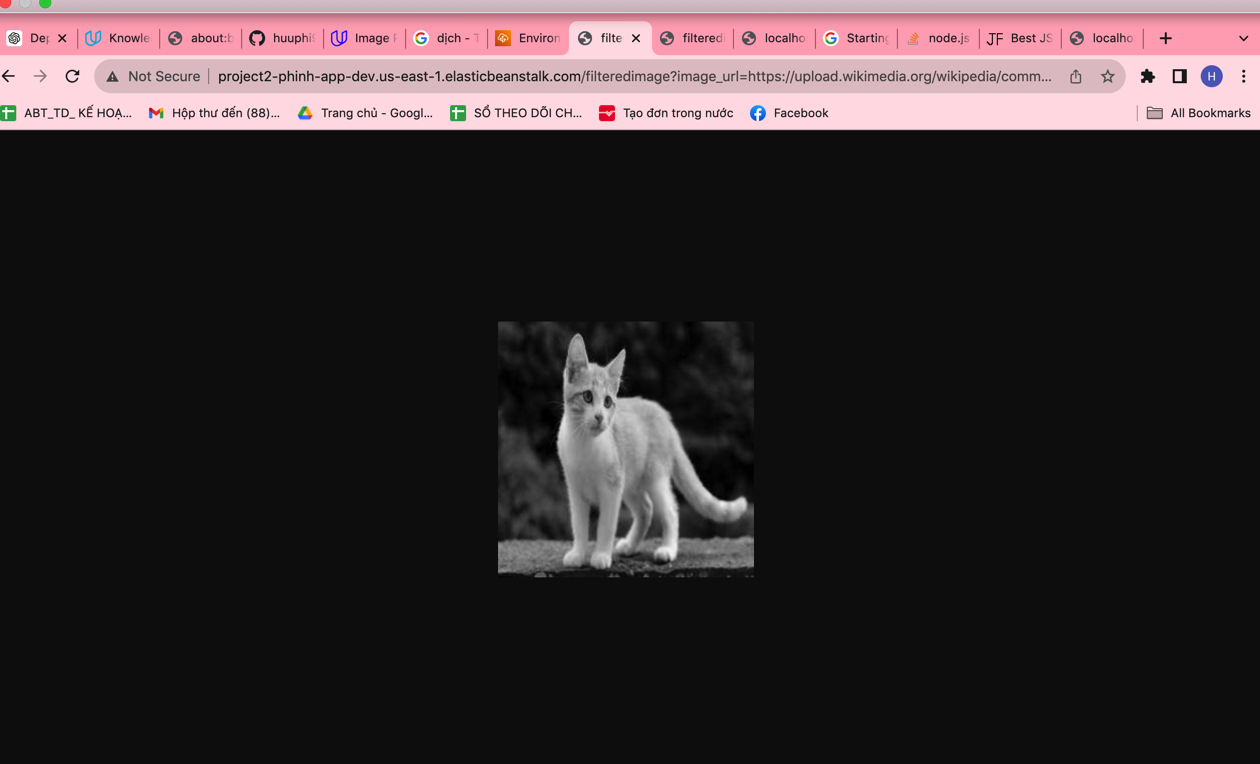 Dep Knowle about:b huuphi Image dịch - T Environ filte filtered localho Starting node.js Best JS localho
Not Secure project2-phinh-app-dev.us-east-1.elasticbeanstalk.com/filteredimage?image_url=https://upload.wikimedia.org/wikipedia/comm... H
ABT_TD_ KẾ HOẠ... Hộp thư đến (88)... Trang chủ - Googl... SỔ THEO DÕI CH... Tạo đơn trong nước Facebook All Bookmarks